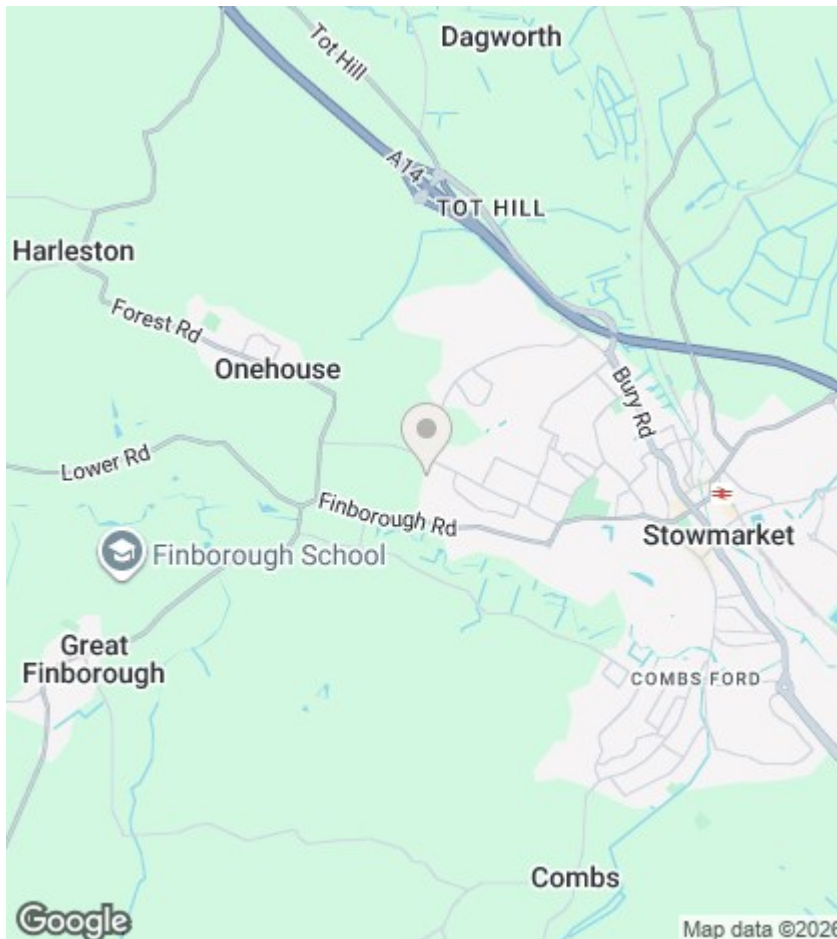 Dagworth
Tot Hill
A14
TOT HILL
Harleston
Forest Rd
Onehouse
Bury Rd
Lower Rd
Finborough Rd
Stowmarket
Finborough School
Great
Finborough
COMBS FORD
Combs
Google
Map data ©2026